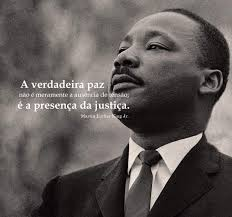 A verdadeira paz
não é meramente a ausência de tensão,
é a presença da justiça.
Martin Luther King Jr.